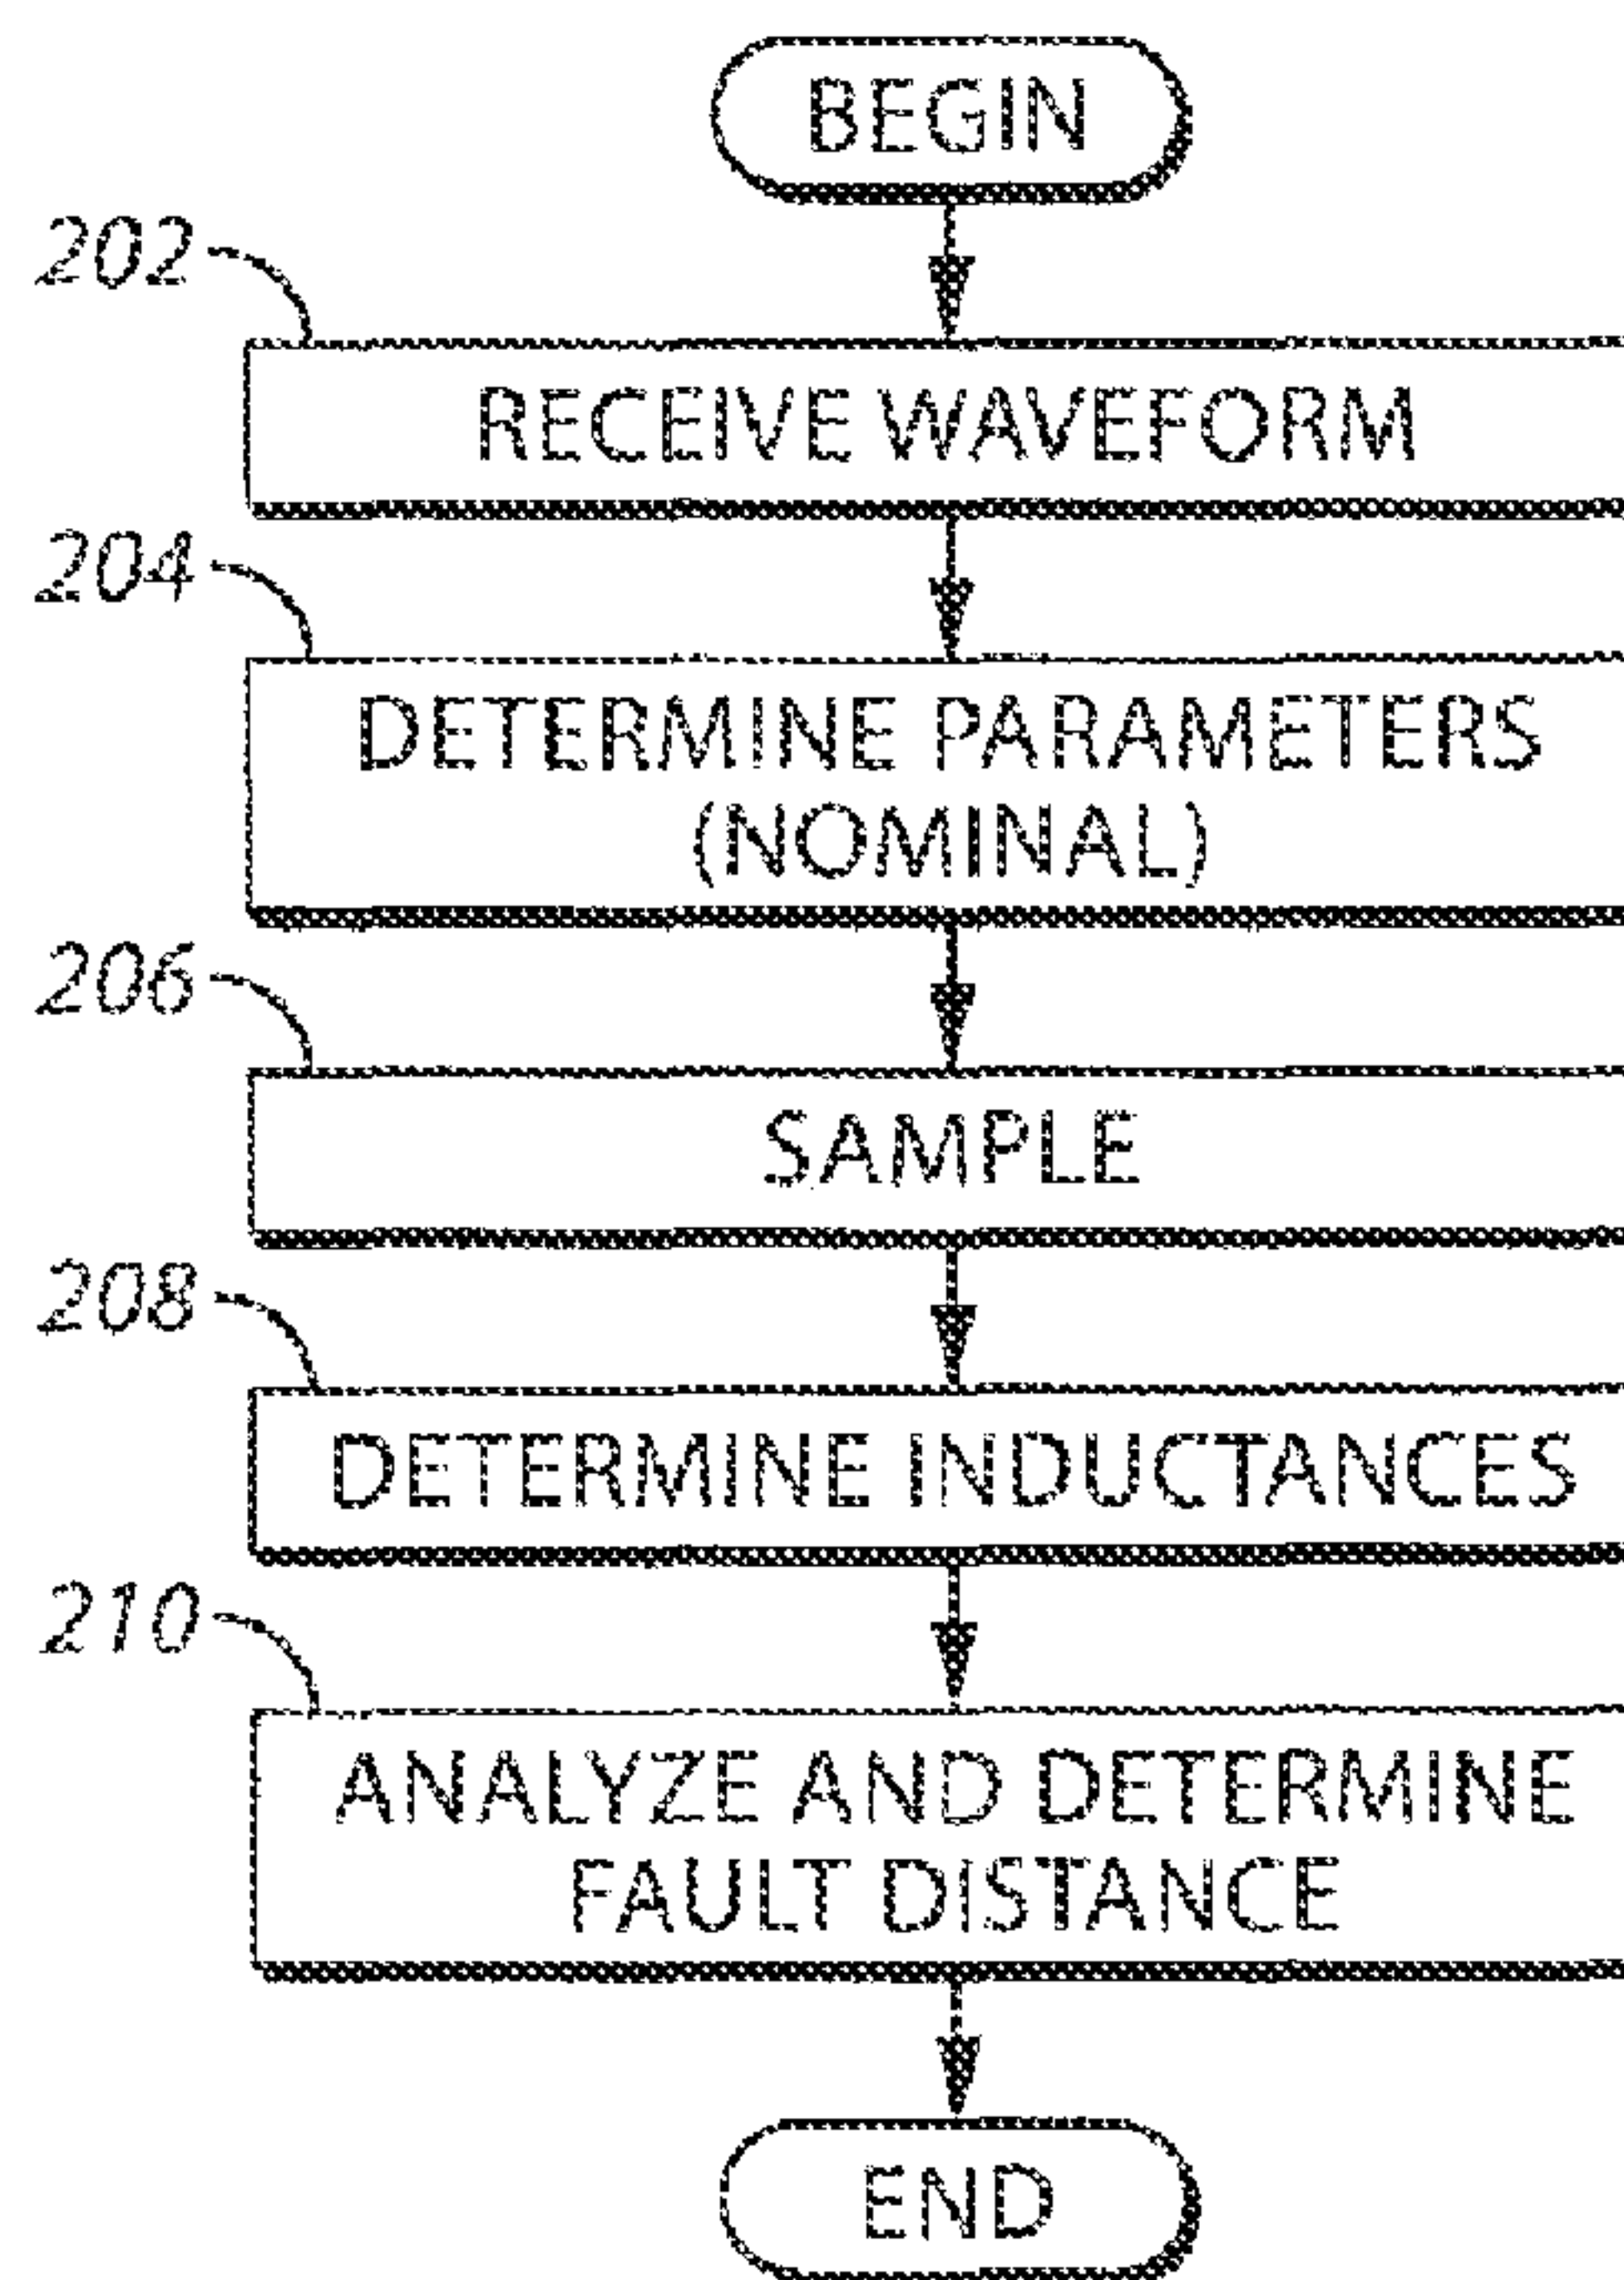 BEGIN
202
RECEIVE WAVEFORM
204
DETERMINE PARAMETERS
(NOMINAL)
206
SAMPLE
208
DETERMINE INDUCTANCES
210
ANALYZE AND DETERMINE
FAULT DISTANCE
END